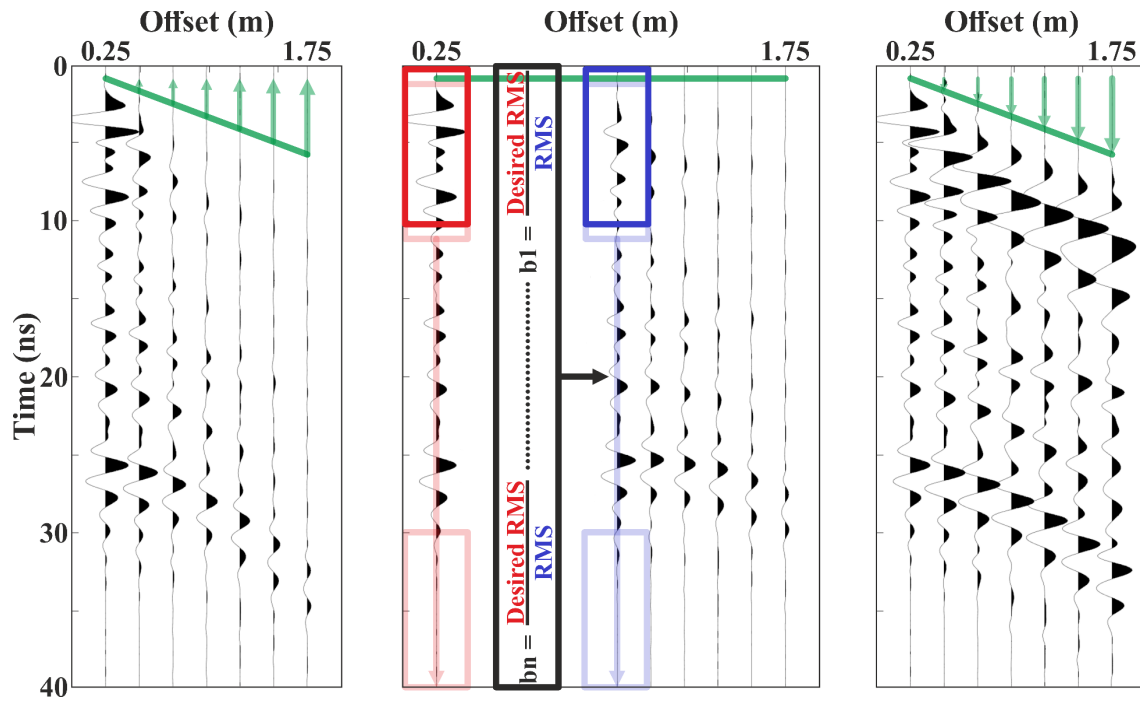 Offset (m)
0.25 1.75
Offset (m)
0.25 1.75
Offset (m)
0.25 1.75
Time (ns)
0
10
20
30
40
b1 = Desired RMS
RMS
bn = Desired RMS
RMS